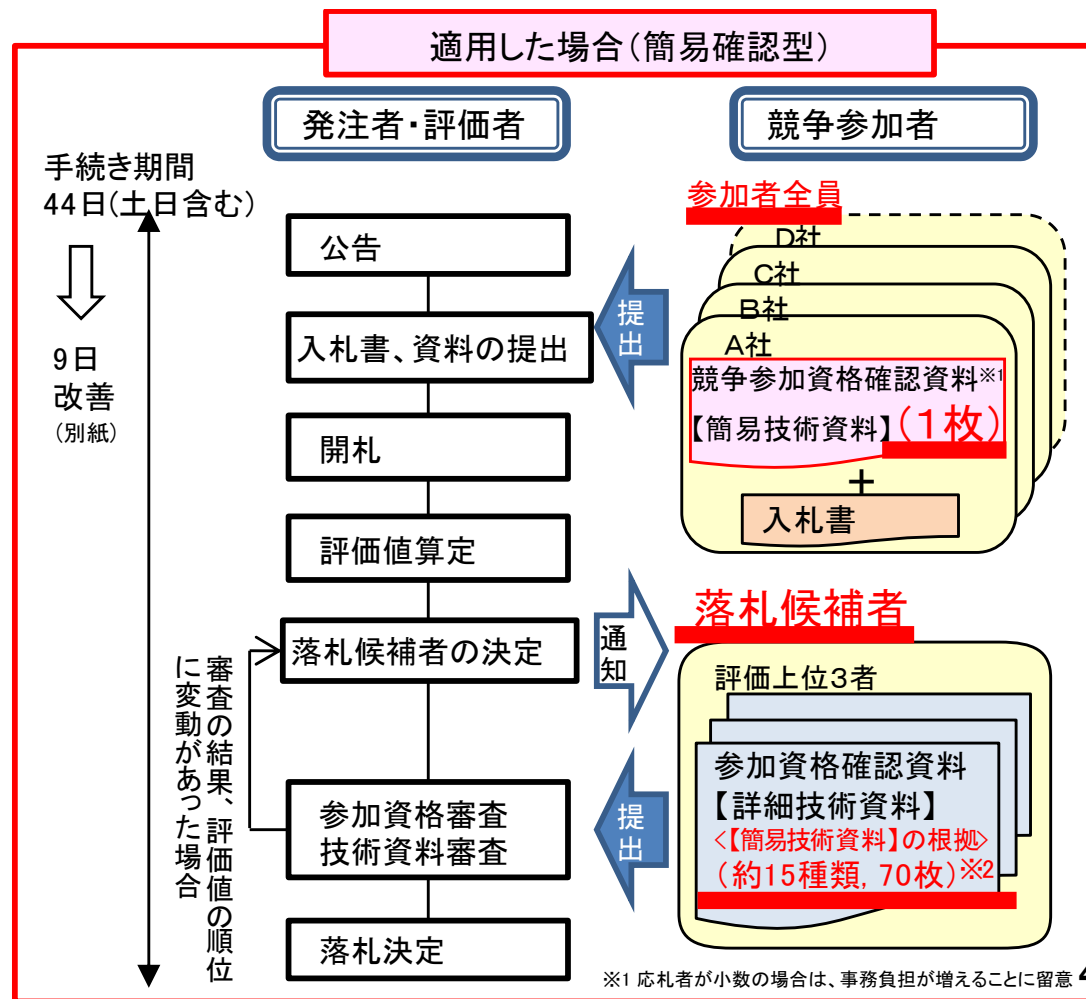 適用した場合(簡易確認型)
発注者・評価者
競争参加者
手続き期間
44日(土日含む)
9日
改善
(別紙)
公告
入札書、資料の提出
開札
評価値算定
落札候補者の決定
参加資格審査
技術資料審査
落札決定
審査の結果、評価値の順位
に変動があった場合
提出
参加者全員
D社
C社
B社
A社
競争参加資格確認資料※1
【簡易技術資料】(1枚)
+
入札書
通知
落札候補者
評価上位3者
提出
参加資格確認資料
【詳細技術資料】
<【簡易技術資料】の根拠>
(約15種類, 70枚)※2
※1 応札者が小数の場合は、事務負担が増えることに留意
4